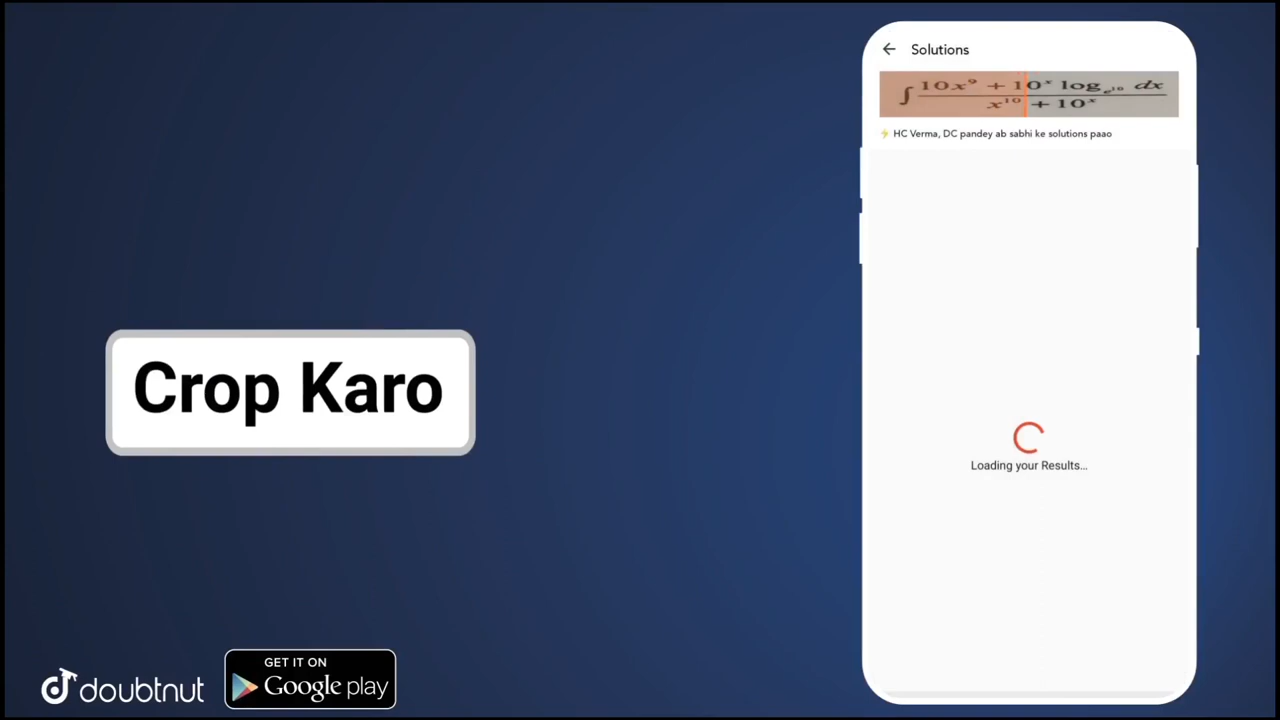 Solutions
∫ 10x⁹ + 10ˣ logₑ¹⁰ dx
x¹⁰ + 10ˣ
⚡ HC Verma, DC pandey ab sabhi ke solutions paao
Crop Karo
Loading your Results...
doubtnut
GET IT ON
Google play